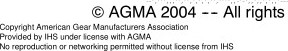 © AGMA 2004 –– All rights
Copyright American Gear Manufacturers Association
Provided by IHS under license with AGMA
No reproduction or networking permitted without license from IHS